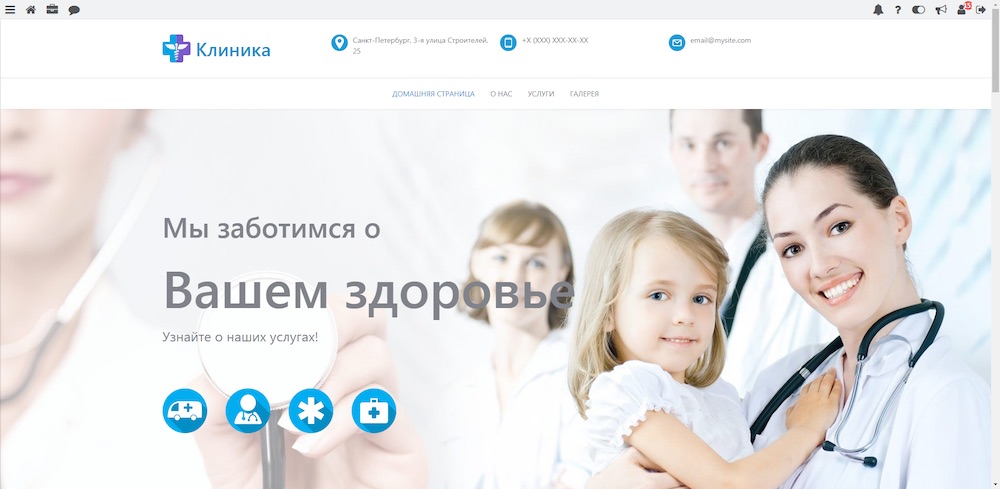 Клиника
Санкт-Петербург, 3-я улица Строителей,
25
+X (XXX) XXX-XX-XX
email@mysite.com
ДОМАШНЯЯ СТРАНИЦА
О НАС
УСЛУГИ
ГАЛЕРЕЯ
Мы заботимся о
Вашем здоровье
Узнайте о наших услугах!